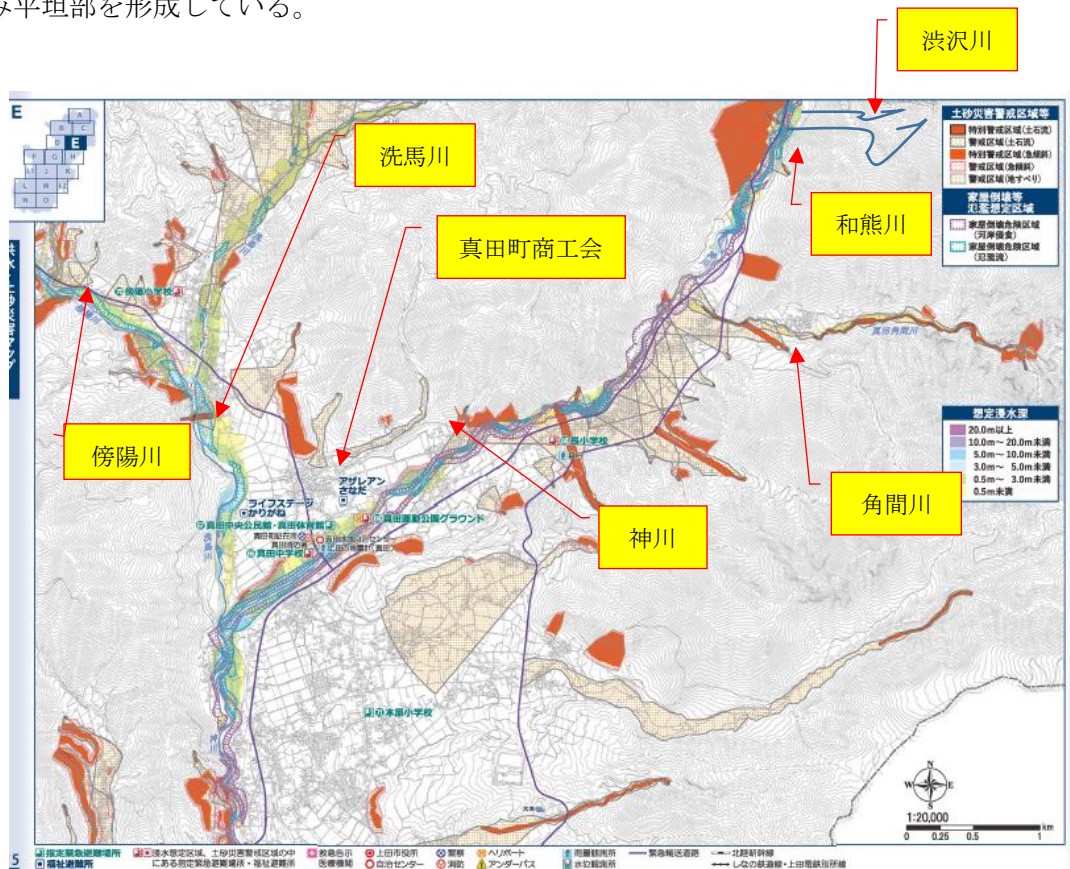 み平坦部を形成している。
渋沢川
E
A
B C
D E
F G H
J K
L M
N O
洗馬川
真田町商工会
和熊川
傍陽川
神川
角間川
土砂災害警戒区域等
特別警戒区域(土石流)
警戒区域(土石流)
特別警戒区域(急傾斜)
警戒区域(急傾斜)
警戒区域(地すべり)
家屋倒壊等
氾濫想定区域
家屋倒壊危険区域
(河岸侵食)
家屋倒壊危険区域
(氾濫流)
傍陽小学校
真田角間川
想定浸水深
20.0m以上
10.0m～20.0m未満
5.0m～10.0m未満
3.0m～ 5.0m未満
0.5m～ 3.0m未満
0.5m未満
長小学校
アザレアン
さなだ
ライフステージ
かりがね
真田中央公民館・真田体育館
真田運動公園グラウンド
真田中学校
洗馬川
本原小学校
神川
N
W E
S
1:20,000
0 0.25 0.5 1
km
5
指定緊急避難場所
福祉避難所
浸水想定区域、土砂災害警戒区域の中
にある指定緊急避難場所・福祉避難所
救急告示
医療機関
上田市役所
自治センター
警察
消防
ヘリポート
アンダーパス
雨量観測所
水位観測所
緊急輸送道路
北陸新幹線
しなの鉄道線・上田電鉄別所線